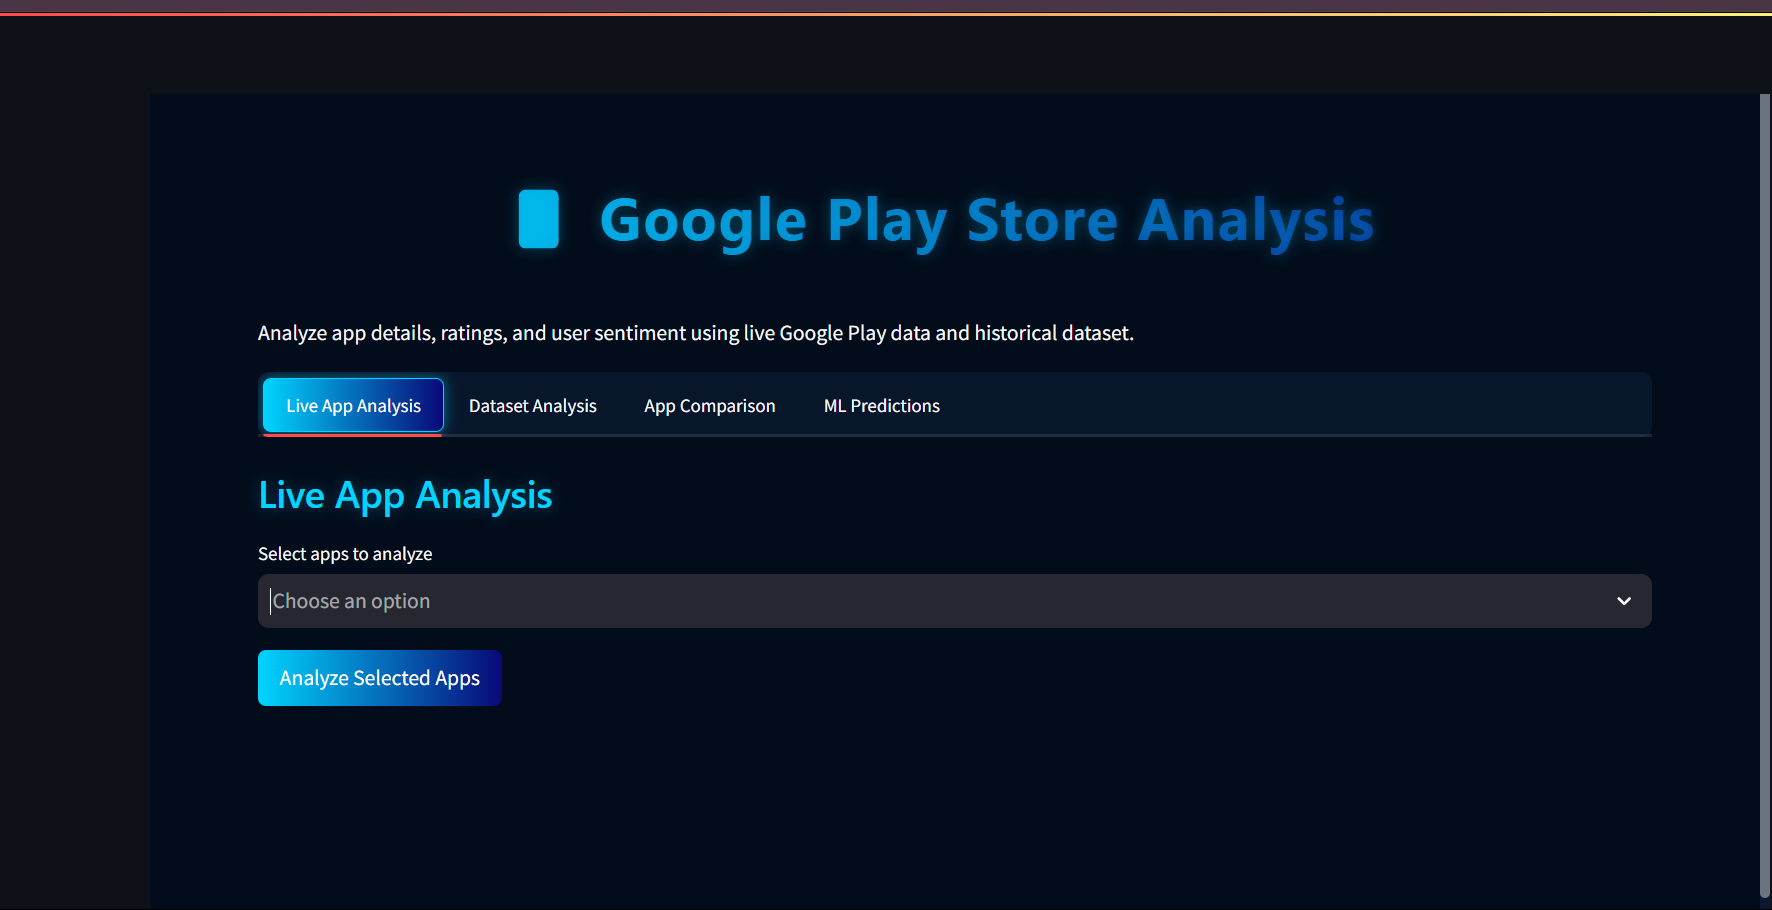 Google Play Store Analysis
Analyze app details, ratings, and user sentiment using live Google Play data and historical dataset.
Live App Analysis
Dataset Analysis
App Comparison
ML Predictions
Live App Analysis
Select apps to analyze
Choose an option
Analyze Selected Apps